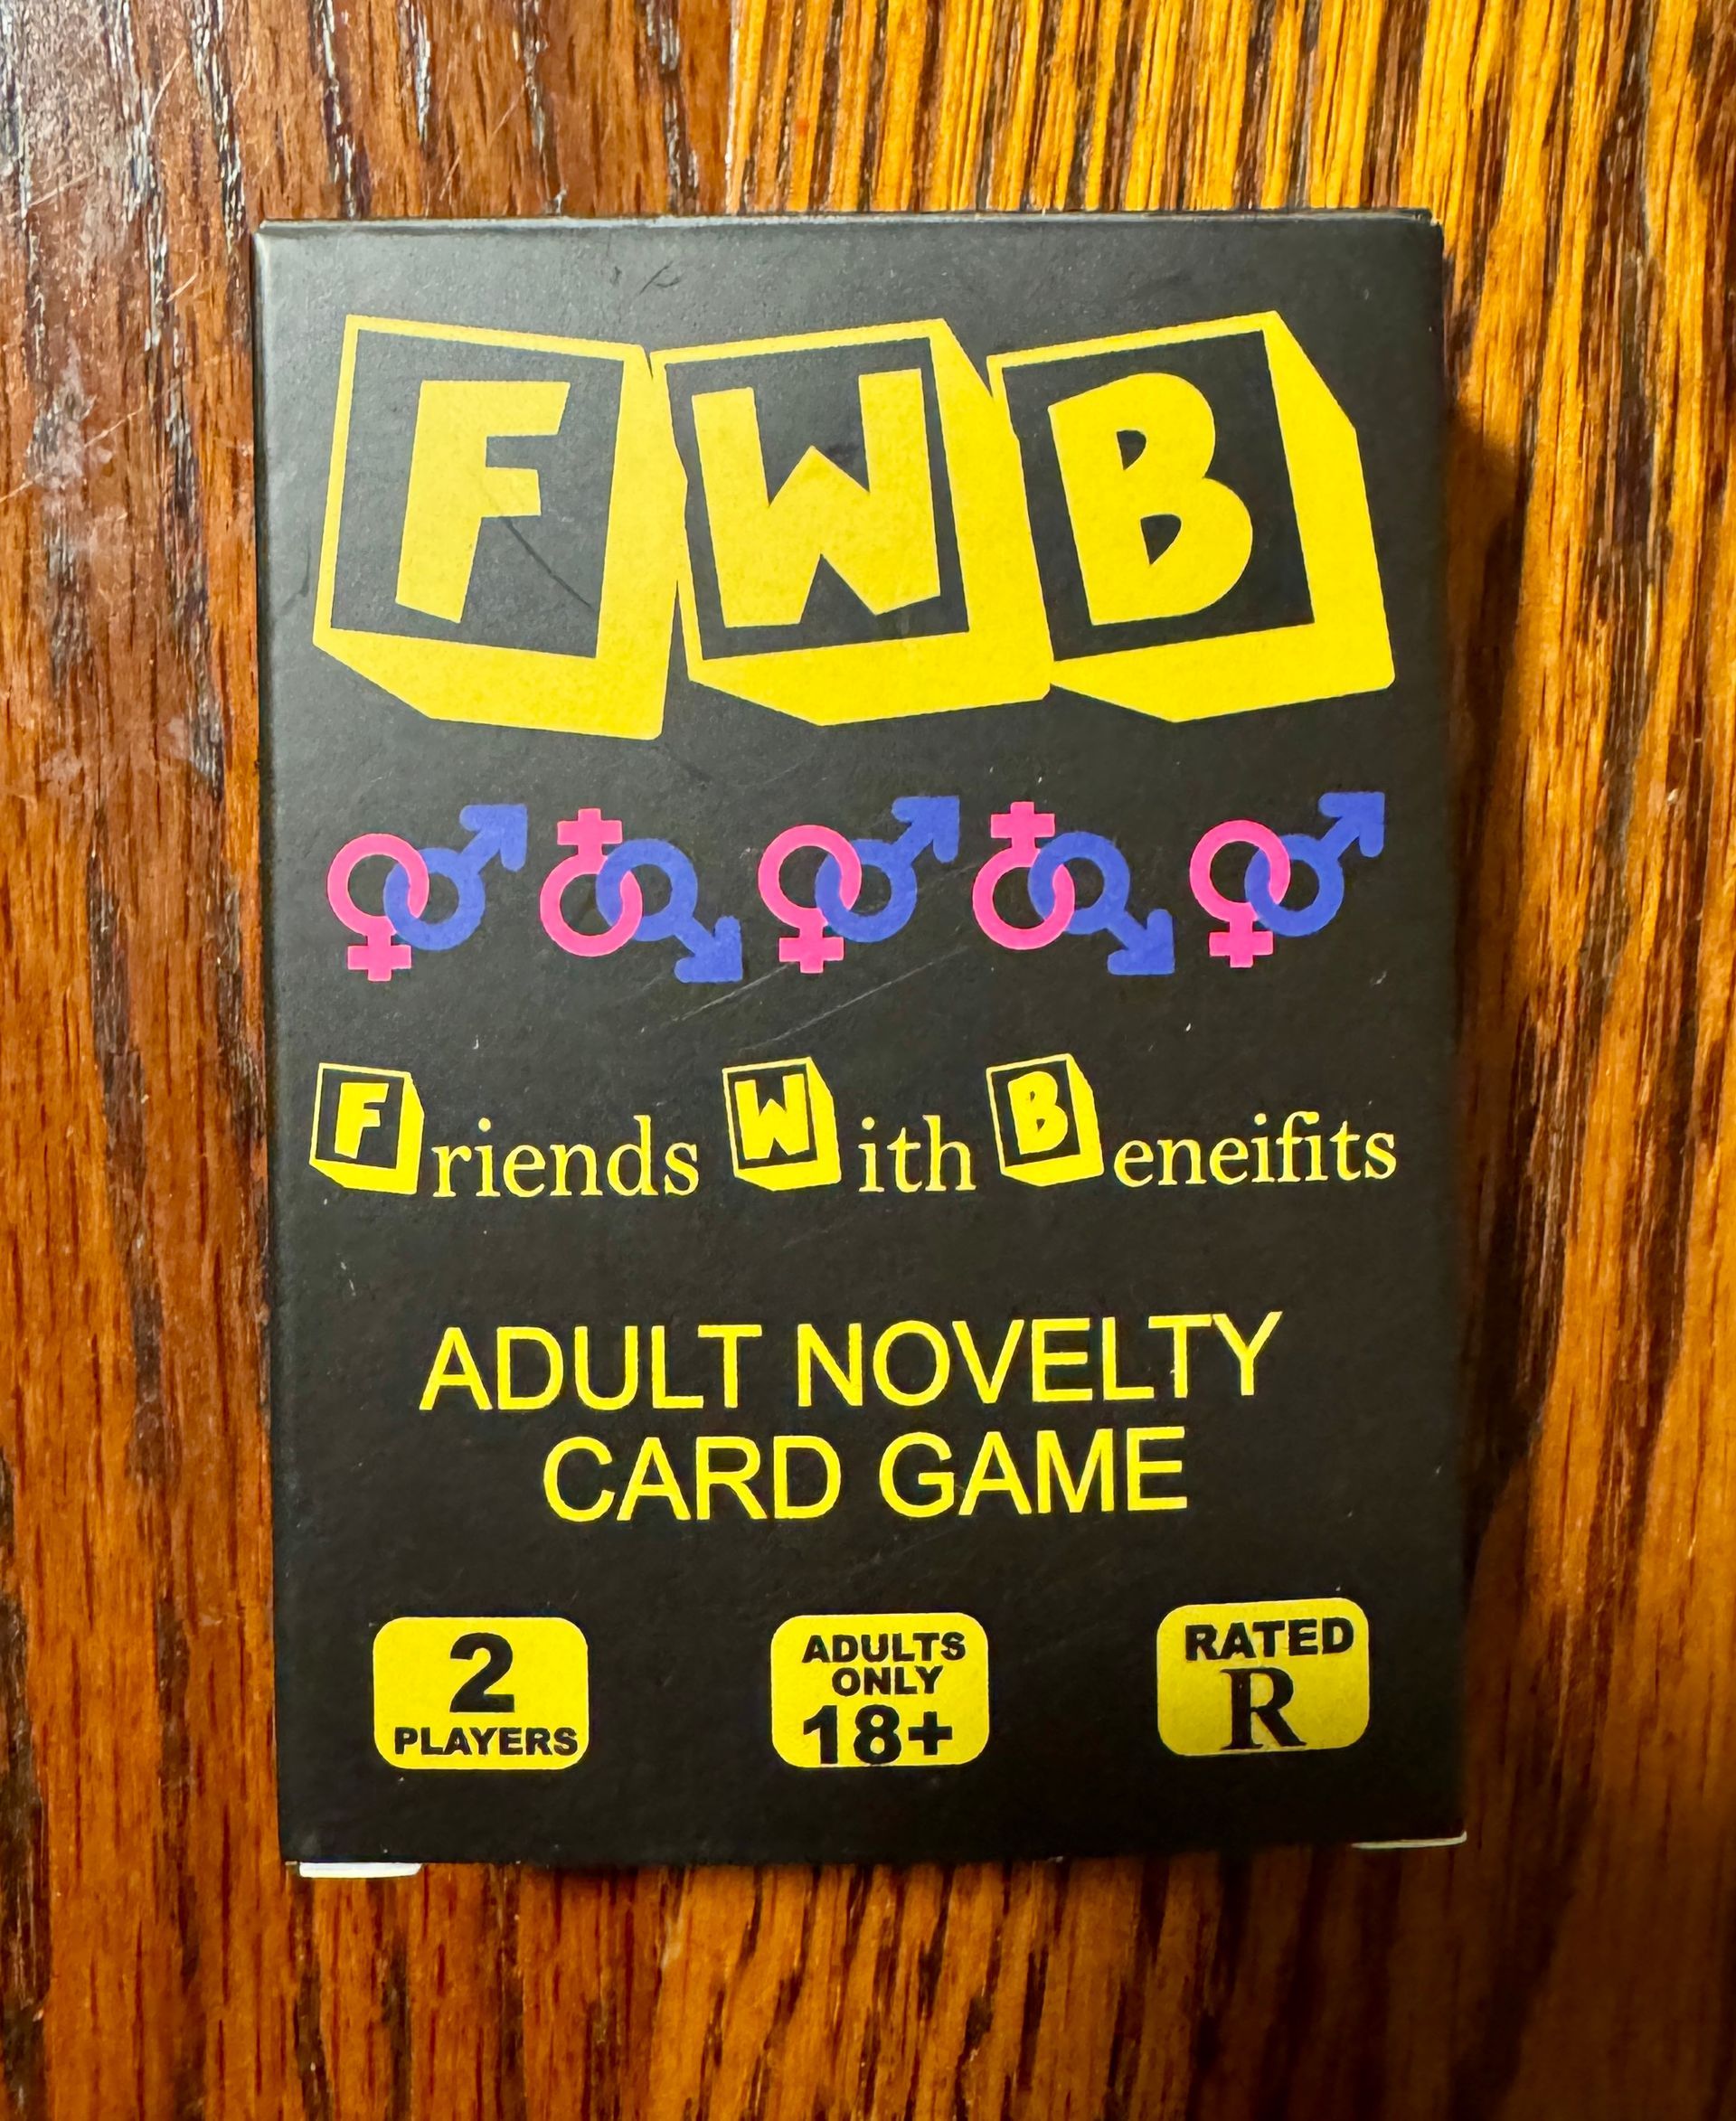 FWB
Friends With Beneifits
ADULT NOVELTY
CARD GAME
2
PLAYERS
ADULTS
ONLY
18+
RATED
R